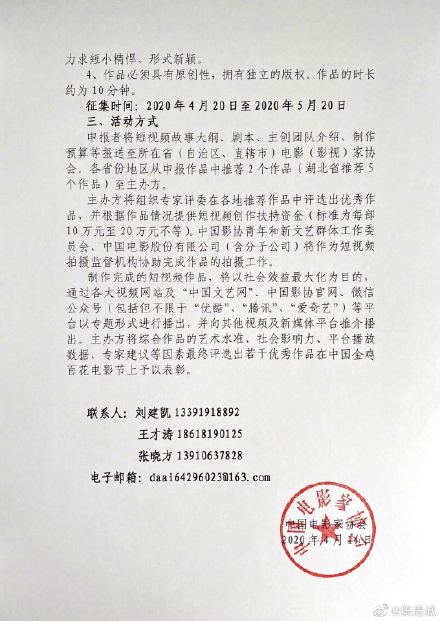 力求短小精悍、形式新颖。
4、作品必须具有原创性，拥有独立的版权。作品的时长
约为10分钟。
征集时间：2020年4月20日至2020年5月20日
三、活动方式
申报者将短视频故事大纲、剧本、主创团队介绍、制作
预算等报送至所在省（自治区、直辖市）电影（影视）家协
会。各省份地区从申报作品中推荐2个作品（湖北省推荐5
个作品）至主办方。
主办方将组织专家评委在各地推荐作品中评选出优秀作
品，并根据作品情况提供短视频创作扶持资金（标准为每部
10万元至20万元不等）。中国影协青年和新文艺群体工作委
员会、中国电影股份有限公司（含分子公司）将作为短视频
拍摄监督机构协助完成作品的拍摄工作。
制作完成的短视频作品，将以社会效益最大化为目的，
通过各大视频网站及“中国文艺网”、中国影协官网、微信
公众号（包括但不限于“优酷”、“腾讯”、“爱奇艺”）等平
台以专题形式进行播出，并向其他视频及新媒体平台推介播
出。主办方将综合作品的艺术水准、社会影响力、平台播放
数据、专家建议等因素最终评选出若干优秀作品在中国金鸡
百花电影节上予以表彰。
联系人：刘建凯 13391918892
王才涛 18618190125
张晓方 13910637828
电子邮箱：daai64296023@163.com
中国电影家协会
中国电影家协会
2020年4月 日